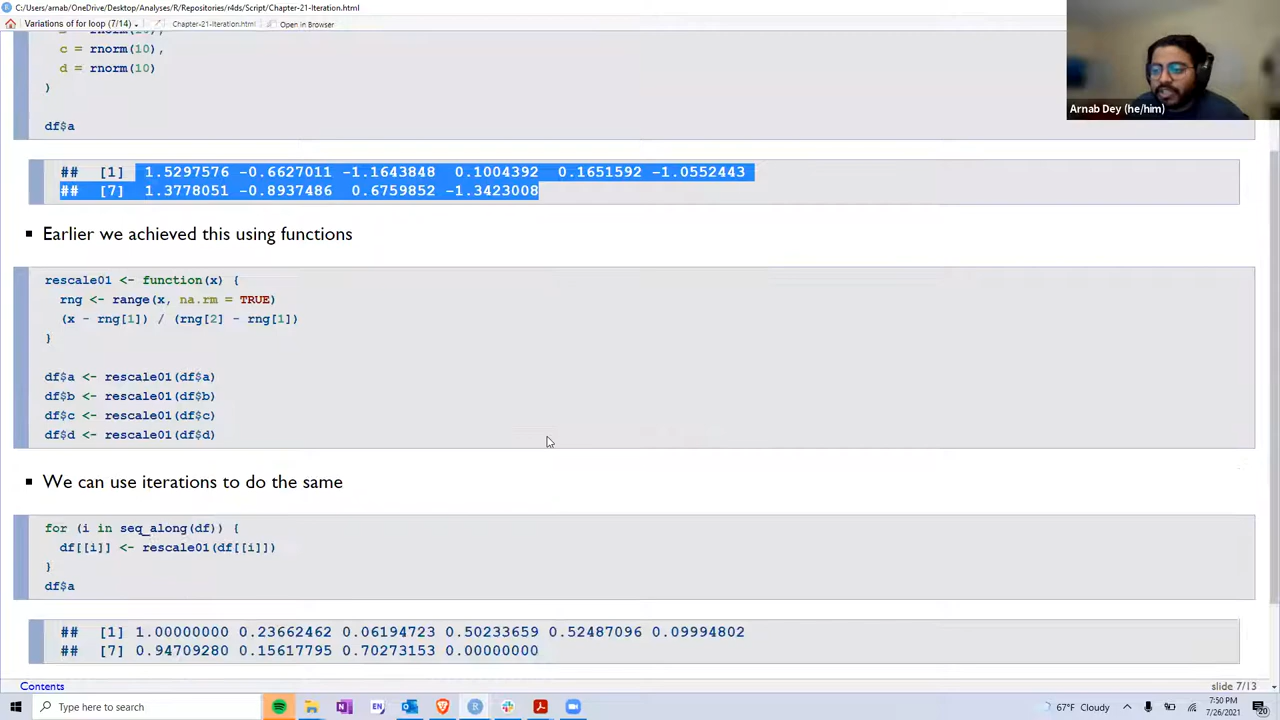 C:/Users/arnab/OneDrive/Desktop/Analyses/R/Repositories/r4ds/Script/Chapter-21-Iteration.html
Variations of for loop (7/14)
Chapter-21-Iteration.html
Open in Browser
c = rnorm(10),
d = rnorm(10)
)
df$a
## [1] 1.5297576 -0.6627011 -1.1643848 0.1004392 0.1651592 -1.0552443
## [7] 1.3778051 -0.8937486 0.6759852 -1.3423008
Arnab Dey (he/him)
▪ Earlier we achieved this using functions
rescale01 <- function(x) {
rng <- range(x, na.rm = TRUE)
(x - rng[1]) / (rng[2] - rng[1])
}
df$a <- rescale01(df$a)
df$b <- rescale01(df$b)
df$c <- rescale01(df$c)
df$d <- rescale01(df$d)
▪ We can use iterations to do the same
for (i in seq_along(df)) {
df[[i]] <- rescale01(df[[i]])
}
df$a
## [1] 1.00000000 0.23662462 0.06194723 0.50233659 0.52487096 0.09994802
## [7] 0.94709280 0.15617795 0.70273153 0.00000000
Contents
slide 7/13
Type here to search
67°F Cloudy
7:50 PM
7/26/2021
20